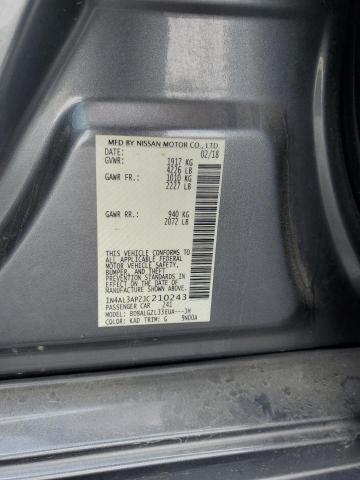 MFD BY NISSAN MOTOR CO., LTD.
DATE: 02/18
GVWR: 1917 KG
4226 LB
GAWR FR: 1010 KG
2227 LB
GAWR RR: 940 KG
2072 LB
THIS VEHICLE CONFORMS TO
ALL APPLICABLE FEDERAL
MOTOR VEHICLE SAFETY,
BUMPER, AND THEFT
PREVENTION STANDARDS IN
EFFECT ON THE DATE OF
MANUFACTURE SHOWN ABOVE.
1N4AL3AP2JC210243
PASSENGER CAR 241
MODEL: BDBALGZL33EUA---JH
COLOR: KAD TRIM: G 9N00A